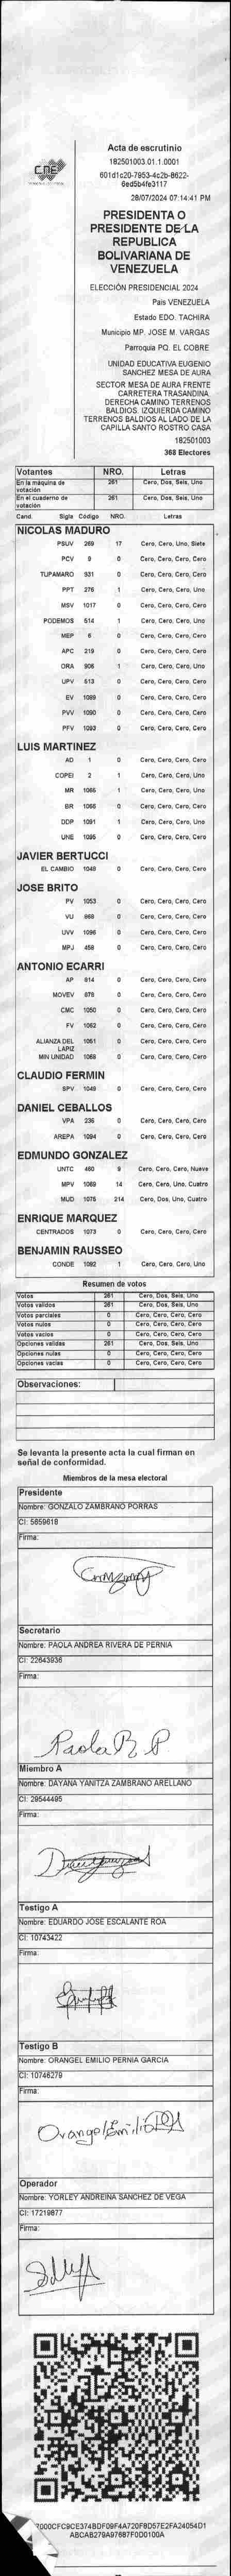 CNE
Acta de escrutinio
182501003.01.1.0001
601d1c20-7953-4c2b-8622-
6ed5b4fe3117
28/07/2024 07:14:41 PM
PRESIDENTA O
PRESIDENTE DE LA
REPUBLICA
BOLIVARIANA DE
VENEZUELA
ELECCIÓN PRESIDENCIAL 2024
Pais VENEZUELA
Estado EDO. TACHIRA
Municipio MP. JOSE M. VARGAS
Parroquia PQ. EL COBRE
UNIDAD EDUCATIVA EUGENIO
SANCHEZ MESA DE AURA
SECTOR MESA DE AURA FRENTE
CARRETERA TRASANDINA.
DERECHA CAMINO TERRENOS
BALDIOS. IZQUIERDA CAMINO
TERRENOS BALDIOS AL LADO DE LA
CAPILLA SANTO ROSTRO CASA
182501003
368 Electores
Votantes NRO. Letras
En la máquina de votación 261 Cero, Dos, Seis, Uno
En el cuaderno de votación 261 Cero, Dos, Seis, Uno
Cand. Sigla Código NRO. Letras
NICOLAS MADURO
PSUV 269 17 Cero, Cero, Uno, Siete
PCV 9 0 Cero, Cero, Cero, Cero
TUPAMARO 931 0 Cero, Cero, Cero, Cero
PPT 276 1 Cero, Cero, Cero, Uno
MSV 1017 0 Cero, Cero, Cero, Cero
PODEMOS 514 1 Cero, Cero, Cero, Uno
MEP 6 0 Cero, Cero, Cero, Cero
APC 219 0 Cero, Cero, Cero, Cero
ORA 906 1 Cero, Cero, Cero, Uno
UPV 513 0 Cero, Cero, Cero, Cero
EV 1089 0 Cero, Cero, Cero, Cero
PVV 1090 0 Cero, Cero, Cero, Cero
PFV 1093 0 Cero, Cero, Cero, Cero
LUIS MARTINEZ
AD 1 0 Cero, Cero, Cero, Cero
COPEI 2 1 Cero, Cero, Cero, Uno
MR 1065 1 Cero, Cero, Cero, Uno
BR 1066 0 Cero, Cero, Cero, Cero
DDP 1091 1 Cero, Cero, Cero, Uno
UNE 1095 0 Cero, Cero, Cero, Cero
JAVIER BERTUCCI
EL CAMBIO 1048 0 Cero, Cero, Cero, Cero
JOSE BRITO
PV 1053 0 Cero, Cero, Cero, Cero
VU 868 0 Cero, Cero, Cero, Cero
UVV 1096 0 Cero, Cero, Cero, Cero
MPJ 458 0 Cero, Cero, Cero, Cero
ANTONIO ECARRI
AP 814 0 Cero, Cero, Cero, Cero
MOVEV 978 0 Cero, Cero, Cero, Cero
CMC 1050 0 Cero, Cero, Cero, Cero
FV 1062 0 Cero, Cero, Cero, Cero
ALIANZA DEL LAPIZ 1061 0 Cero, Cero, Cero, Cero
MIN UNIDAD 1068 0 Cero, Cero, Cero, Cero
CLAUDIO FERMIN
SPV 1049 0 Cero, Cero, Cero, Cero
DANIEL CEBALLOS
VPA 236 0 Cero, Cero, Cero, Cero
AREPA 1094 0 Cero, Cero, Cero, Cero
EDMUNDO GONZALEZ
UNTC 460 9 Cero, Cero, Cero, Nueve
MPV 1069 14 Cero, Cero, Uno, Cuatro
MUD 1075 214 Cero, Dos, Uno, Cuatro
ENRIQUE MARQUEZ
CENTRADOS 1073 0 Cero, Cero, Cero, Cero
BENJAMIN RAUSSEO
CONDE 1092 1 Cero, Cero, Cero, Uno
Resumen de votos
Votos 261 Cero, Dos, Seis, Uno
Votos validos 261 Cero, Dos, Seis, Uno
Votos parciales 0 Cero, Cero, Cero, Cero
Votos nulos 0 Cero, Cero, Cero, Cero
Votos vacios 0 Cero, Cero, Cero, Cero
Opciones validas 261 Cero, Dos, Seis, Uno
Opciones nulas 0 Cero, Cero, Cero, Cero
Opciones vacias 0 Cero, Cero, Cero, Cero
Observaciones:
Se levanta la presente acta la cual firman en
señal de conformidad.
Miembros de la mesa electoral
Presidente
Nombre: GONZALO ZAMBRANO PORRAS
CI: 5659618
Firma:
Secretario
Nombre: PAOLA ANDREA RIVERA DE PERNIA
CI: 22643936
Firma:
Paola R P.
Miembro A
Nombre: DAYANA YANITZA ZAMBRANO ARELLANO
CI: 29544495
Firma:
Testigo A
Nombre: EDUARDO JOSE ESCALANTE ROA
CI: 10743422
Firma:
Testigo B
Nombre: ORANGEL EMILIO PERNIA GARCIA
CI: 10746279
Firma:
Orangel Emilio
Operador
Nombre: YORLEY ANDREINA SANCHEZ DE VEGA
CI: 17219877
Firma:
7000CFC9CE374BDF09F4A720F8D57E2FA24054D1
ABCAB279A97687F0D0100A